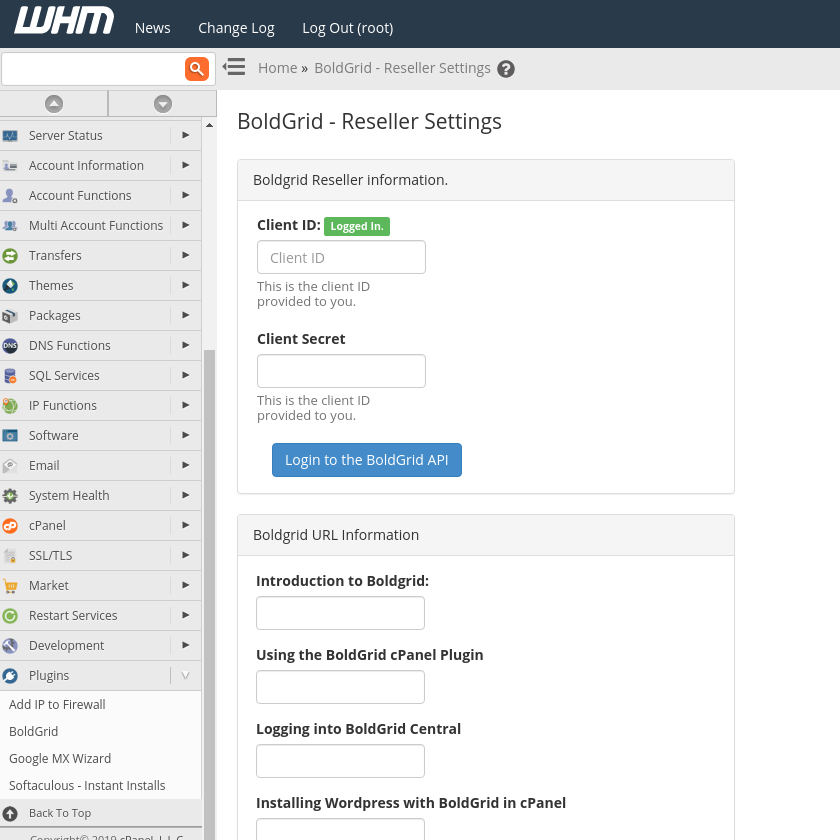 WHM
News Change Log Log Out (root)
Home » BoldGrid - Reseller Settings ?
BoldGrid - Reseller Settings
Server Status
Account Information
Account Functions
Multi Account Functions
Transfers
Themes
Packages
DNS DNS Functions
SQL Services
IP Functions
Software
Email
System Health
cPanel
SSL/TLS
Market
Restart Services
Development
Plugins
Add IP to Firewall
BoldGrid
Google MX Wizard
Softaculous - Instant Installs
Back To Top
Copyright© 2019 cPanel, L.L.C.
Boldgrid Reseller information.
Client ID: Logged In.
Client ID
This is the client ID
provided to you.
Client Secret
This is the client ID
provided to you.
Login to the BoldGrid API
Boldgrid URL Information
Introduction to Boldgrid:
Using the BoldGrid cPanel Plugin
Logging into BoldGrid Central
Installing Wordpress with BoldGrid in cPanel